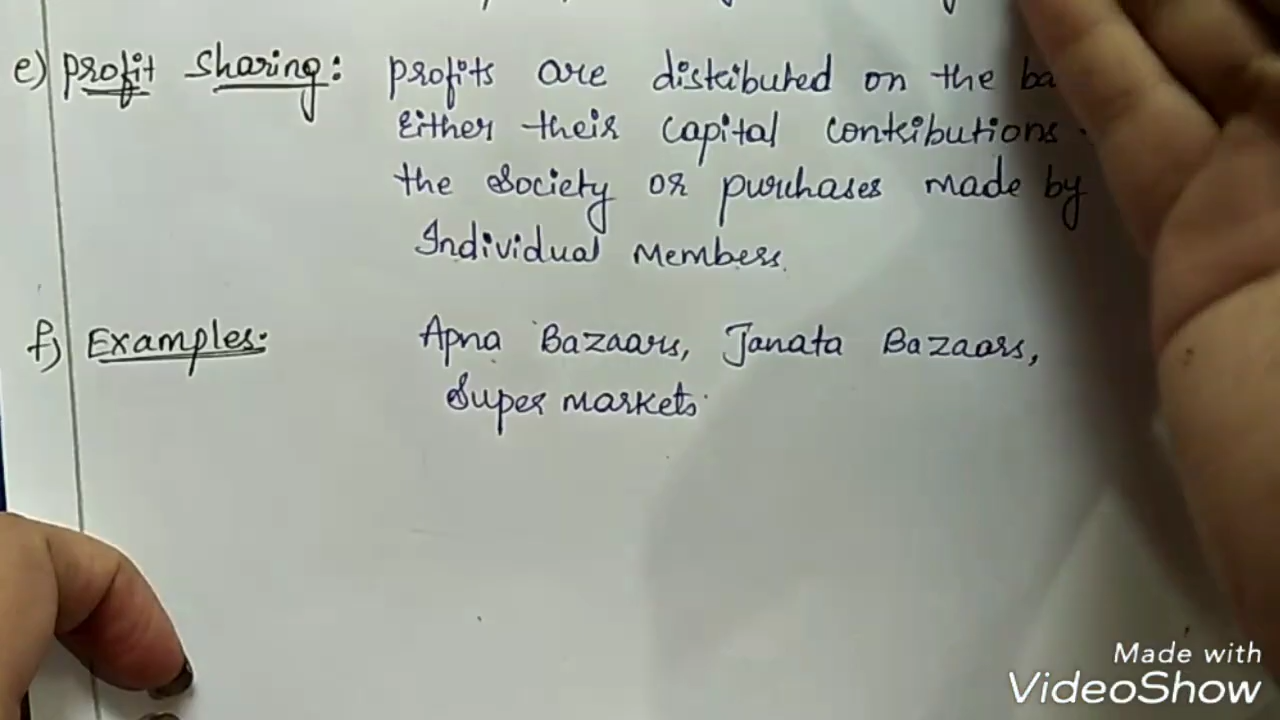 e) Profit Sharing: profits are distributed on the ba
Either their Capital Contributions
the Society or purchases made by
Individual Members.
f) Examples: Apna Bazaars, Janata Bazaars,
Super markets.
Made with
VideoShow